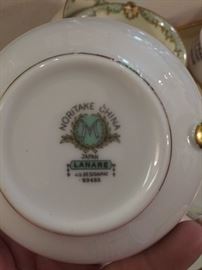 NORITAKE CHINA
M
JAPAN
LANARE
U.S. DESIGN PAT.